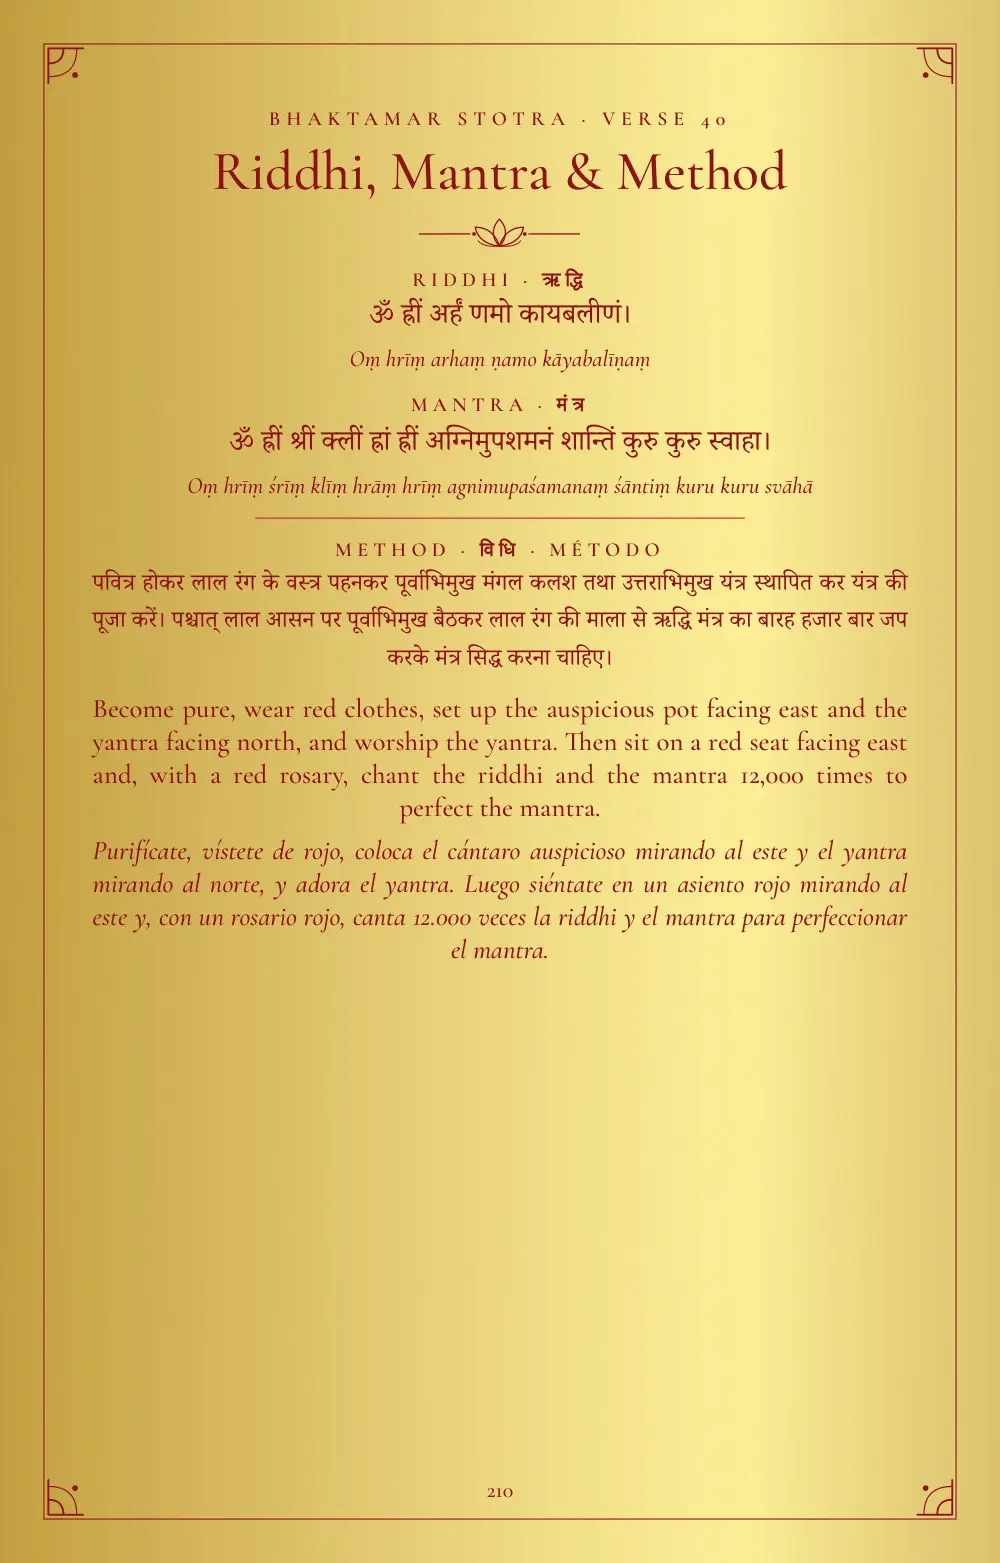 BHAKTAMAR STOTRA · VERSE 40
Riddhi, Mantra & Method
RIDDHI · ऋद्धि
ॐ ह्रीं अर्हं णमो कायबलीणं।
Oṃ hrīṃ arhaṃ ṇamo kāyabalīṇaṃ
MANTRA · मंत्र
ॐ ह्रीं श्रीं क्लीं ह्रां ह्रीं अग्निमुपशमनं शान्तिं कुरु कुरु स्वाहा।
Oṃ hrīṃ śrīṃ klīṃ hrāṃ hrīṃ agnimupaśamanaṃ śāntiṃ kuru kuru svāhā
METHOD · विधि · MÉTODO
पवित्र होकर लाल रंग के वस्त्र पहनकर पूर्वाभिमुख मंगल कलश तथा उत्तराभिमुख यंत्र स्थापित कर यंत्र की
पूजा करें। पश्चात् लाल आसन पर पूर्वाभिमुख बैठकर लाल रंग की माला से ऋद्धि मंत्र का बारह हजार बार जप
करके मंत्र सिद्ध करना चाहिए।
Become pure, wear red clothes, set up the auspicious pot facing east and the
yantra facing north, and worship the yantra. Then sit on a red seat facing east
and, with a red rosary, chant the riddhi and the mantra 12,000 times to
perfect the mantra.
Purifícate, vístete de rojo, coloca el cántaro auspicioso mirando al este y el yantra
mirando al norte, y adora el yantra. Luego siéntate en un asiento rojo mirando al
este y, con un rosario rojo, canta 12.000 veces la riddhi y el mantra para perfeccionar
el mantra.
210